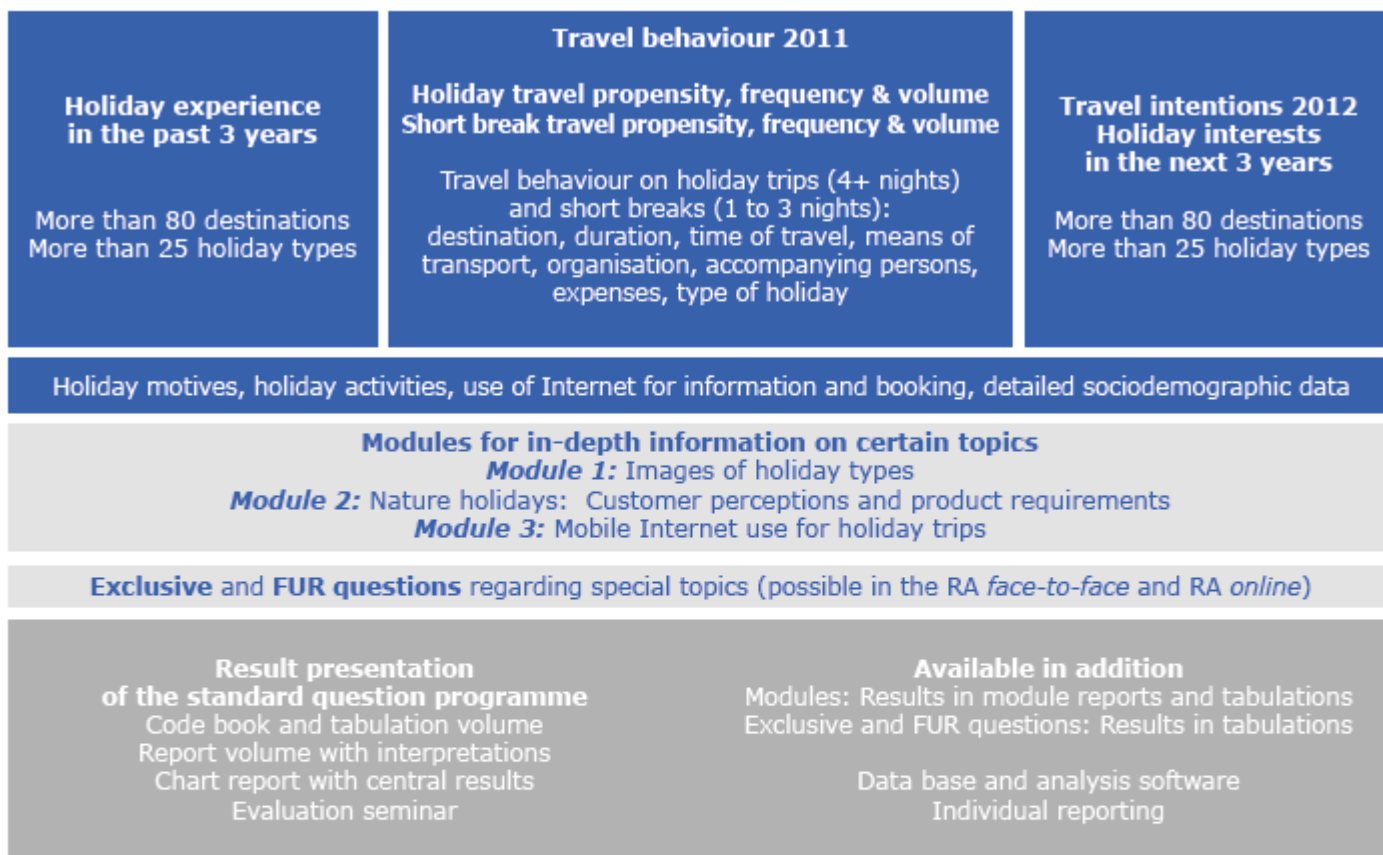 Holiday experience
in the past 3 years
More than 80 destinations
More than 25 holiday types
Travel behaviour 2011
Holiday travel propensity, frequency & volume
Short break travel propensity, frequency & volume
Travel behaviour on holiday trips (4+ nights)
and short breaks (1 to 3 nights):
destination, duration, time of travel, means of
transport, organisation, accompanying persons,
expenses, type of holiday
Travel intentions 2012
Holiday interests
in the next 3 years
More than 80 destinations
More than 25 holiday types
Holiday motives, holiday activities, use of Internet for information and booking, detailed sociodemographic data
Modules for in-depth information on certain topics
Module 1: Images of holiday types
Module 2: Nature holidays: Customer perceptions and product requirements
Module 3: Mobile Internet use for holiday trips
Exclusive and FUR questions regarding special topics (possible in the RA face-to-face and RA online)
Result presentation
of the standard question programme
Code book and tabulation volume
Report volume with interpretations
Chart report with central results
Evaluation seminar
Available in addition
Modules: Results in module reports and tabulations
Exclusive and FUR questions: Results in tabulations
Data base and analysis software
Individual reporting